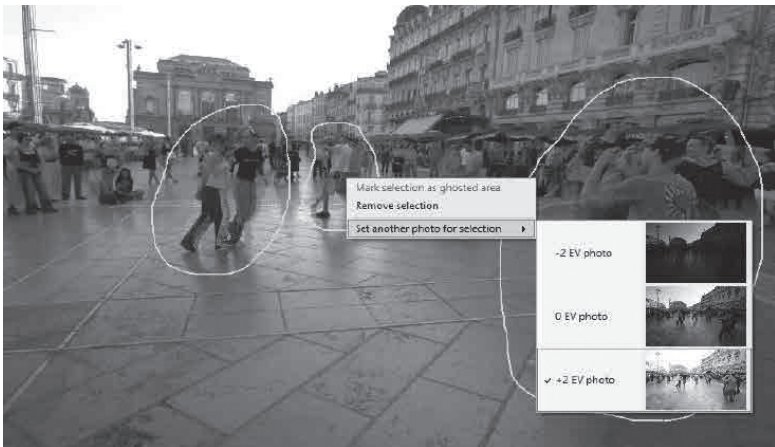 Mark selection as ghosted area
Remove selection
Set another photo for selection
-2 EV photo
0 EV photo
+2 EV photo